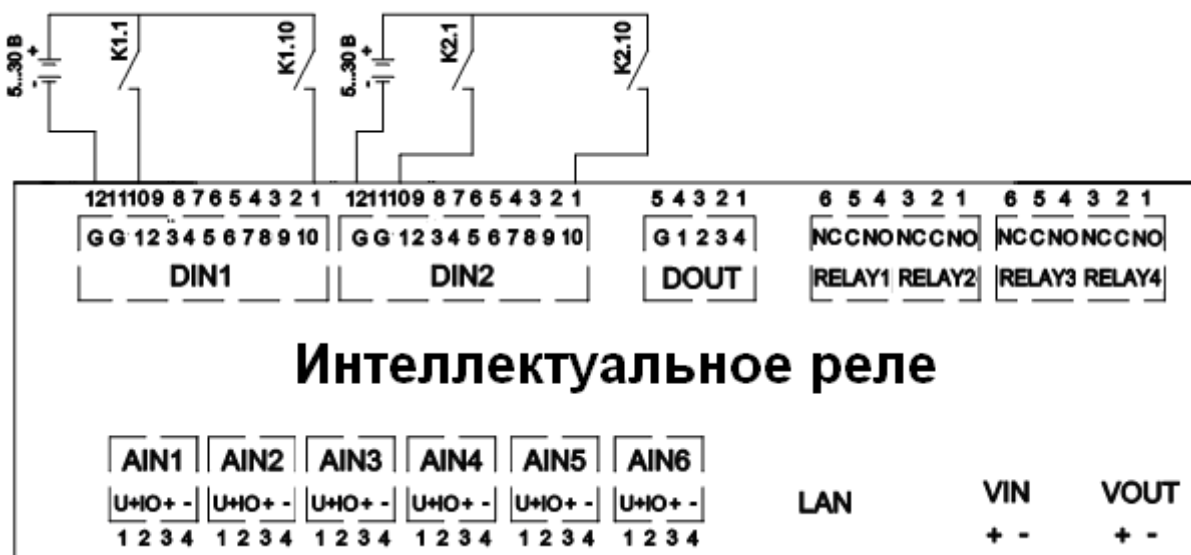 5...30 В + - K1.1 K1.10 5...30 В + - K2.1 K2.10
12 11 10 9 8 7 6 5 4 3 2 1 12 11 10 9 8 7 6 5 4 3 2 1 5 4 3 2 1 6 5 4 3 2 1 6 5 4 3 2 1
G G 1 2 3 4 5 6 7 8 9 10 G G 1 2 3 4 5 6 7 8 9 10 G 1 2 3 4 NC C NO NC C NO NC C NO NC C NO
DIN1 DIN2 DOUT RELAY1 RELAY2 RELAY3 RELAY4
Интеллектуальное реле
AIN1 AIN2 AIN3 AIN4 AIN5 AIN6
U+IO+ - U+IO+ - U+IO+ - U+IO+ - U+IO+ - U+IO+ - LAN VIN VOUT
1 2 3 4 1 2 3 4 1 2 3 4 1 2 3 4 1 2 3 4 1 2 3 4 + - + -